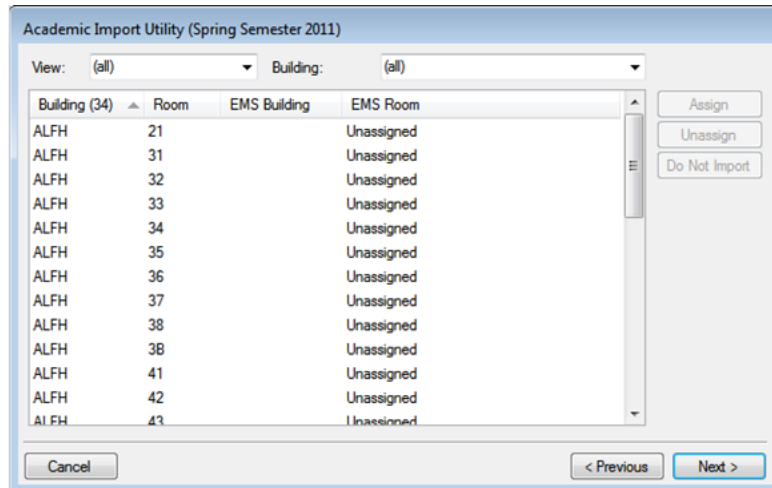 Academic Import Utility (Spring Semester 2011)
View: (all) Building: (all)
Building (34) Room EMS Building EMS Room
Assign
ALFH 21 Unassigned
Unassign
ALFH 31 Unassigned
Do Not Import
ALFH 32 Unassigned
ALFH 33 Unassigned
ALFH 34 Unassigned
ALFH 35 Unassigned
ALFH 36 Unassigned
ALFH 37 Unassigned
ALFH 38 Unassigned
ALFH 3B Unassigned
ALFH 41 Unassigned
ALFH 42 Unassigned
ALFH 43 Unassigned
Cancel < Previous Next >